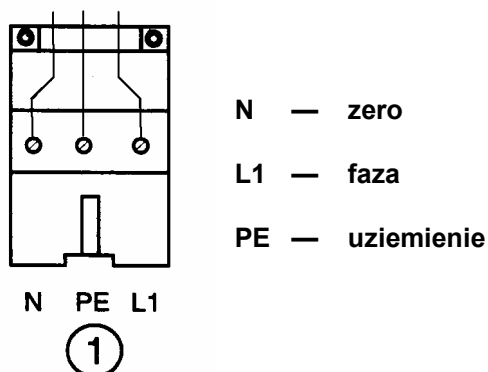 N — zero
L1 — faza
PE — uziemienie
N PE L1
1